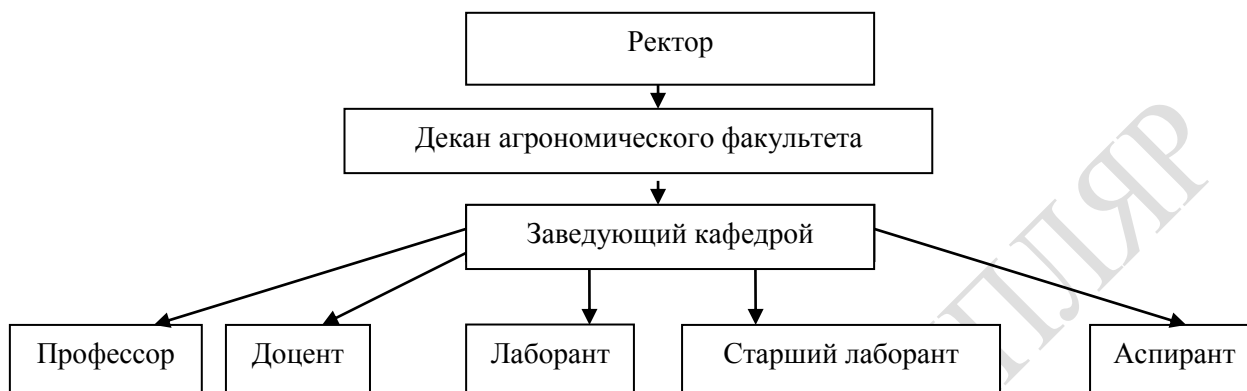 Ректор
Декан агрономического факультета
Заведующий кафедрой
Профессор
Доцент
Лаборант
Старший лаборант
Аспирант